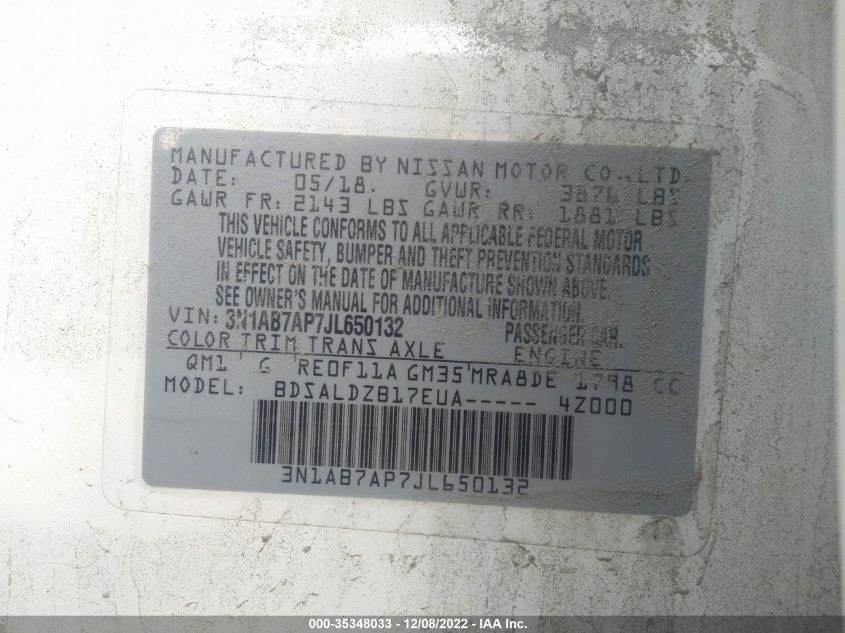 MANUFACTURED BY NISSAN MOTOR CO.,LTD.
DATE: 05/18. GVWR: 3876 LBS
GAWR FR: 2143 LBS GAWR RR: 1881 LBS
THIS VEHICLE CONFORMS TO ALL APPLICABLE FEDERAL MOTOR
VEHICLE SAFETY, BUMPER AND THEFT PREVENTION STANDARDS
IN EFFECT ON THE DATE OF MANUFACTURE SHOWN ABOVE.
SEE OWNER'S MANUAL FOR ADDITIONAL INFORMATION.
VIN: 3N1AB7AP7JL650132 PASSENGER CAR
COLOR TRIM TRANS AXLE ENGINE
QM1 G RE0F11A GM35 MRA8DE 1798 CC
MODEL: BDSALDZB17EUA----- 4Z000
3N1AB7AP7JL650132
000-35348033 - 12/08/2022 - IAA Inc.